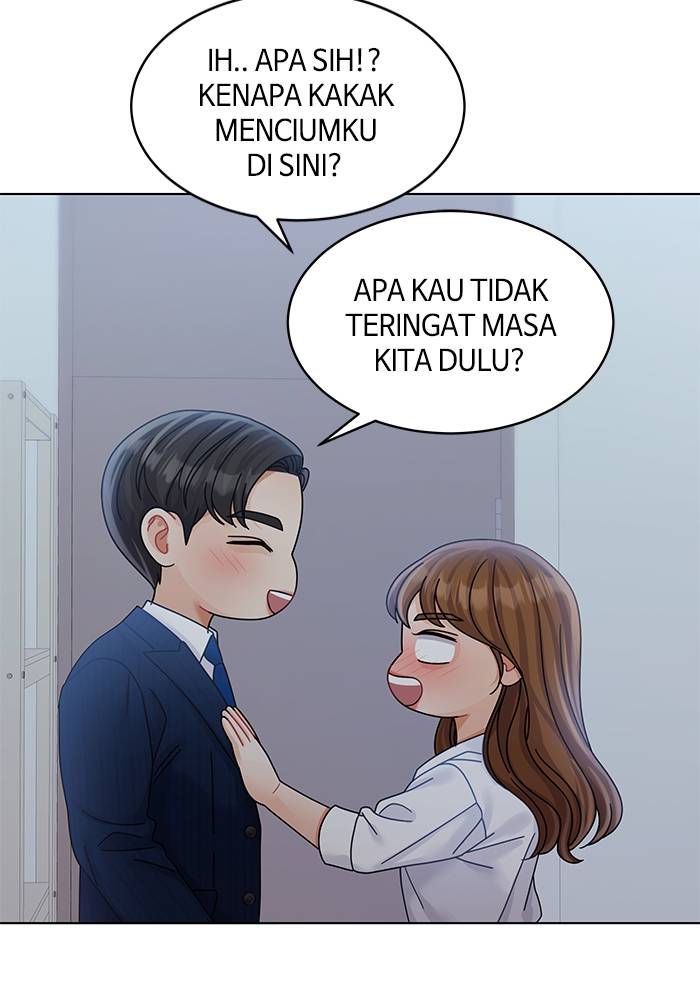 IH.. APA SIH!?
KENAPA KAKAK
MENCIUMKU
DI SINI?
APA KAU TIDAK
TERINGAT MASA
KITA DULU?